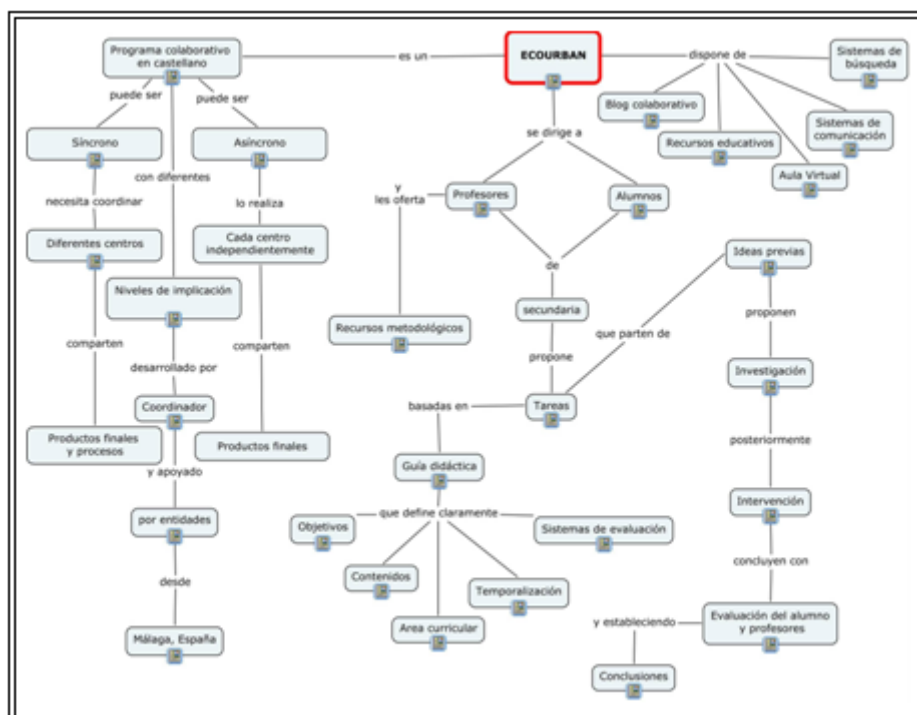 Programa colaborativo
en castellano
es un
ECOURBAN
dispone de
Sistemas de
búsqueda
puede ser
puede ser
Blog colaborativo
Sistemas de
comunicación
Síncrono
Asíncrono
con diferentes
se dirige a
Recursos educativos
Aula Virtual
necesita coordinar
lo realiza
y
les oferta
Profesores
Alumnos
Diferentes centros
Cada centro
independientemente
de
Ideas previas
Niveles de implicación
secundaria
proponen
Recursos metodológicos
que parten de
comparten
comparten
desarrollado por
propone
Investigación
Coordinador
basadas en
Tareas
Productos finales
y procesos
Productos finales
posteriormente
y apoyado
Guía didáctica
Intervención
por entidades
Objetivos
que define claramente
Sistemas de evaluación
concluyen con
desde
Contenidos
Temporalización
Area curricular
Evaluación del alumno
y profesores
Málaga, España
y estableciendo
Conclusiones